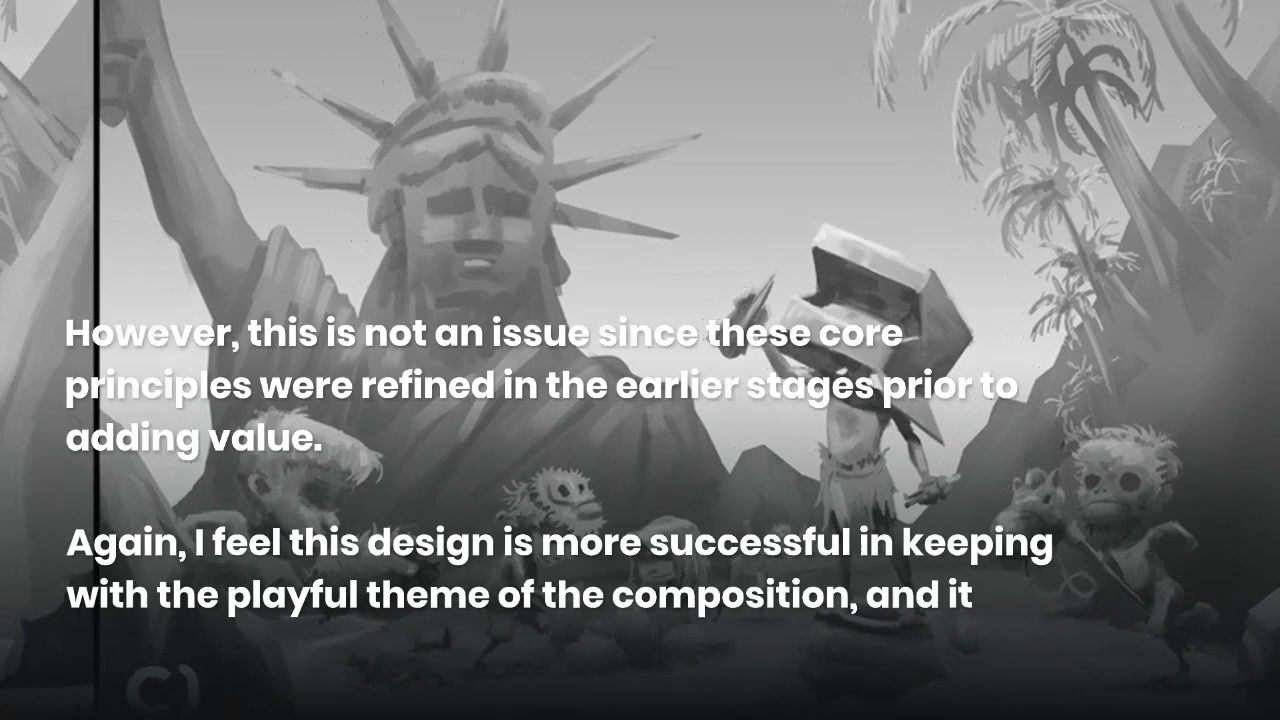 However, this is not an issue since these core
principles were refined in the earlier stages prior to
adding value.
Again, I feel this design is more successful in keeping
with the playful theme of the composition, and it
C)